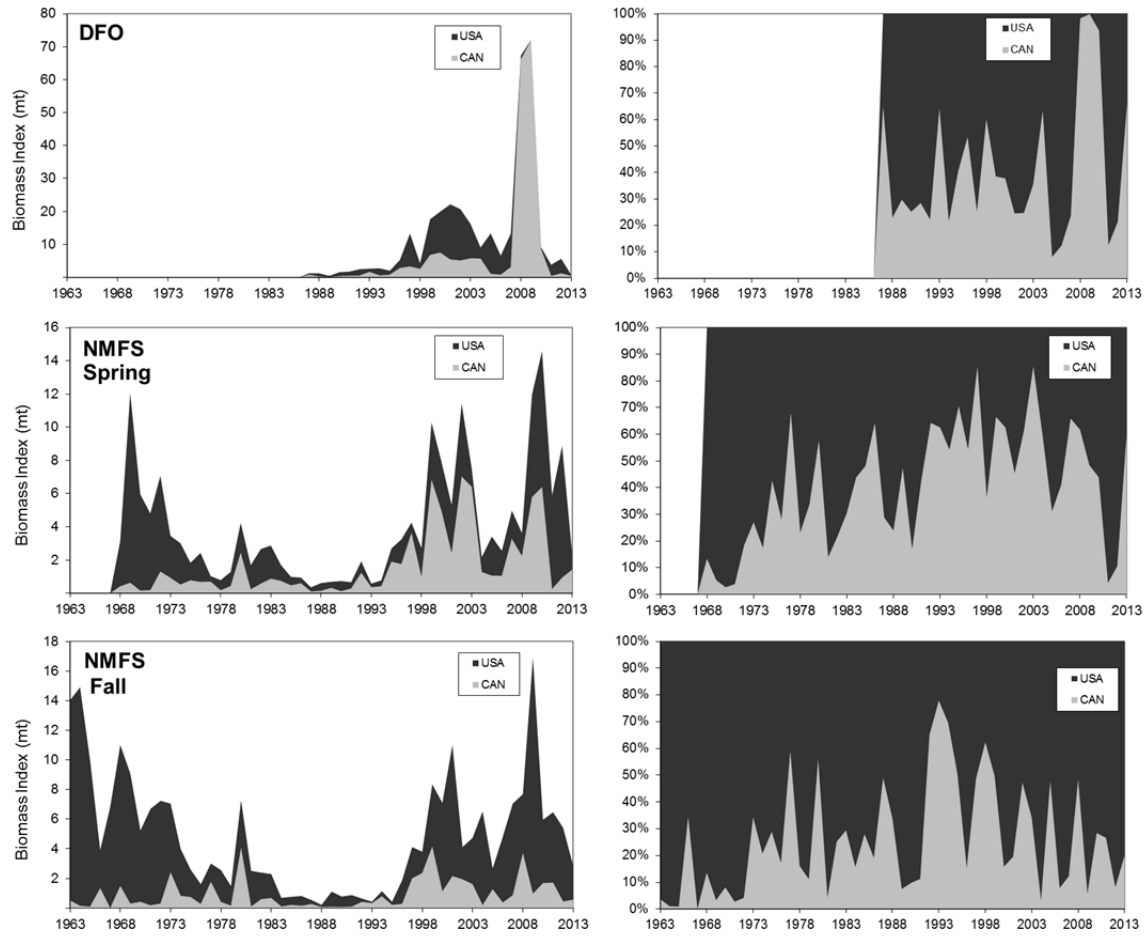 DFO
USA
CAN
Biomass Index (mt)
80
70
60
50
40
30
20
10
1963 1968 1973 1978 1983 1988 1993 1998 2003 2008 2013
USA
CAN
100%
90%
80%
70%
60%
50%
40%
30%
20%
10%
0%
1963 1968 1973 1978 1983 1988 1993 1998 2003 2008 2013
NMFS
Spring
USA
CAN
Biomass Index (mt)
16
14
12
10
8
6
4
2
1963 1968 1973 1978 1983 1988 1993 1998 2003 2008 2013
USA
CAN
100%
90%
80%
70%
60%
50%
40%
30%
20%
10%
0%
1963 1968 1973 1978 1983 1988 1993 1998 2003 2008 2013
NMFS
Fall
USA
CAN
Biomass Index (mt)
18
16
14
12
10
8
6
4
2
1963 1968 1973 1978 1983 1988 1993 1998 2003 2008 2013
USA
CAN
100%
90%
80%
70%
60%
50%
40%
30%
20%
10%
0%
1963 1968 1973 1978 1983 1988 1993 1998 2003 2008 2013